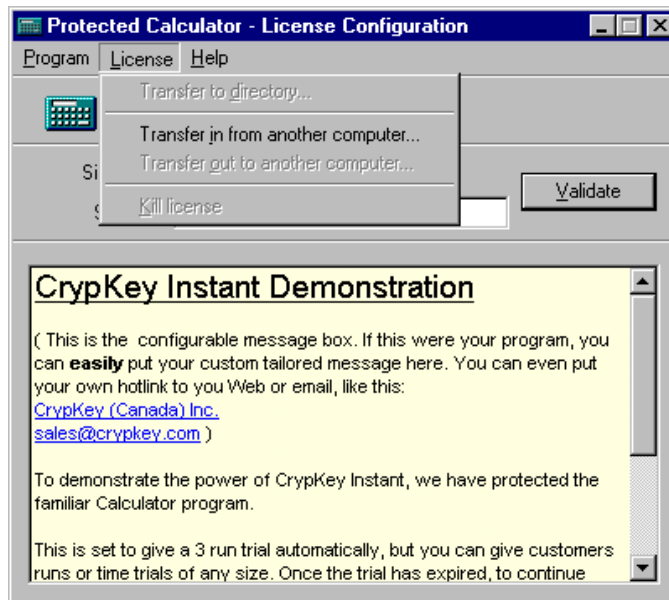 Protected Calculator - License Configuration
Program License Help
Transfer to directory...
Transfer in from another computer...
Transfer out to another computer...
Kill license
Si
Validate
CrypKey Instant Demonstration
( This is the configurable message box. If this were your program, you
can easily put your custom tailored message here. You can even put
your own hotlink to you Web or email, like this:
CrypKey (Canada) Inc.
sales@crypkey.com )
To demonstrate the power of CrypKey Instant, we have protected the
familiar Calculator program.
This is set to give a 3 run trial automatically, but you can give customers
runs or time trials of any size. Once the trial has expired, to continue